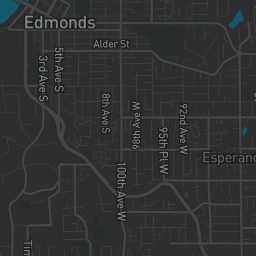 Edmonds
Alder St
5th Ave S
3rd Ave S
8th Ave S
98th Ave W
95th Pl W
92nd Ave W
Esperanc
100th Ave W